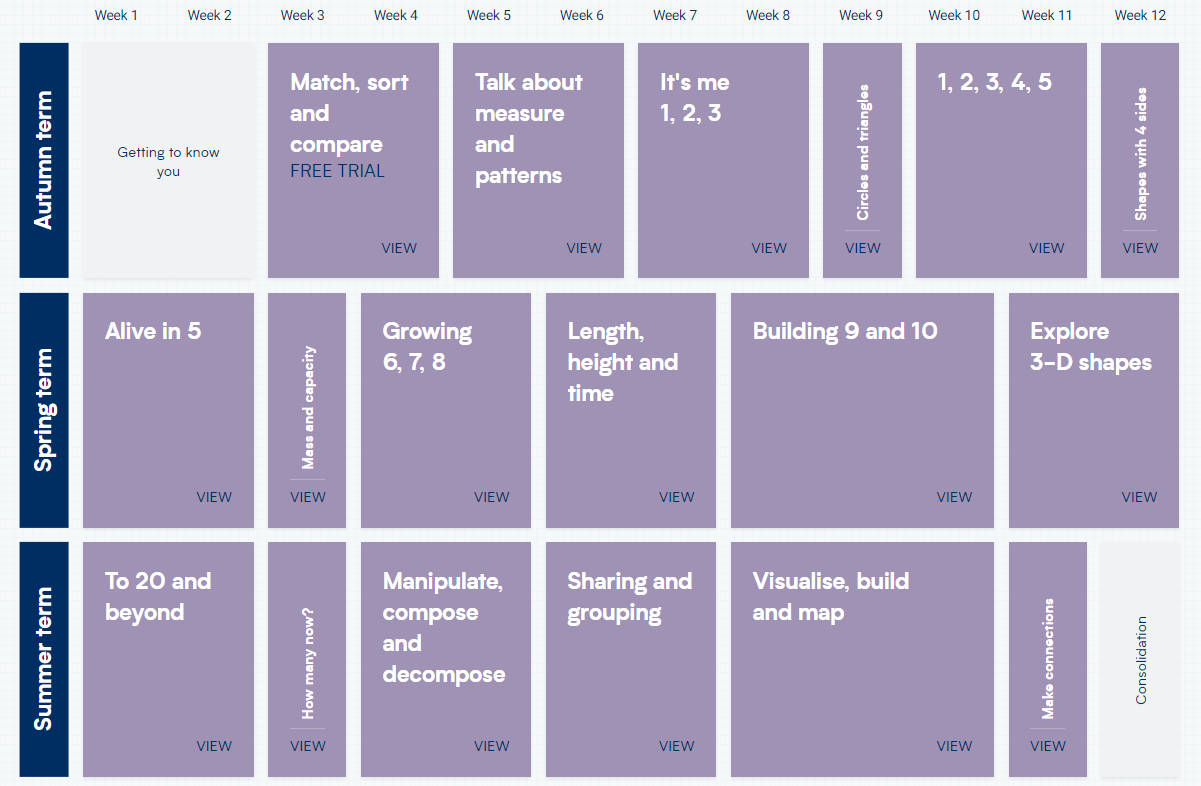 Week 1 Week 2 Week 3 Week 4 Week 5 Week 6 Week 7 Week 8 Week 9 Week 10 Week 11 Week 12
Autumn term
Getting to know
you
Match, sort
and
compare
FREE TRIAL
VIEW
Talk about
measure
and
patterns
VIEW
It's me
1, 2, 3
VIEW
Circles and triangles
VIEW
1, 2, 3, 4, 5
VIEW
Shapes with 4 sides
VIEW
Spring term
Alive in 5
VIEW
Mass and capacity
VIEW
Growing
6, 7, 8
VIEW
Length,
height and
time
VIEW
Building 9 and 10
VIEW
Explore
3-D shapes
VIEW
Summer term
To 20 and
beyond
VIEW
How many now?
VIEW
Manipulate,
compose
and
decompose
VIEW
Sharing and
grouping
VIEW
Visualise, build
and map
VIEW
Make connections
VIEW
Consolidation